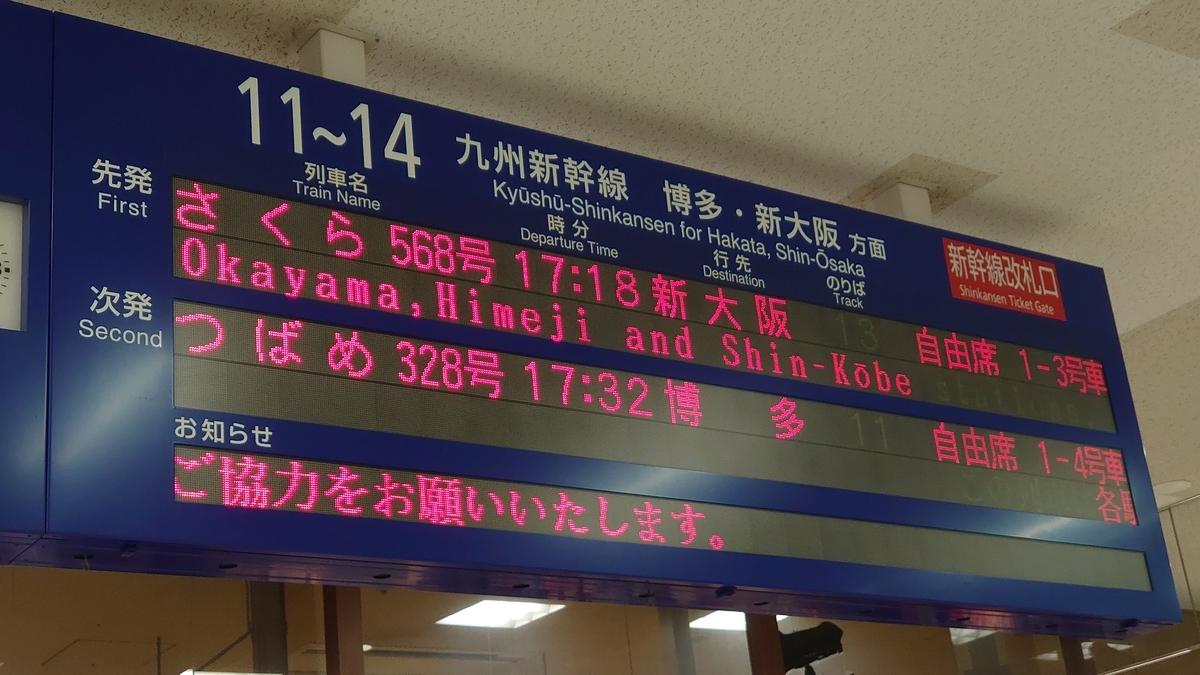 11~14 九州新幹線 博多・新大阪 方面
Kyūshū-Shinkansen for Hakata, Shin-Ōsaka
新幹線改札口
Shinkansen Ticket Gate
列車名 時分 行先 のりば
Train Name Departure Time Destination Track
先発
First
さくら 568号 17:18 新大阪 13 自由席 1-3号車
Okayama,Himeji and Shin-Kōbe
次発
Second
つばめ 328号 17:32 博多 11 自由席 1-4号車
各
お知らせ
ご協力をお願いいたします。